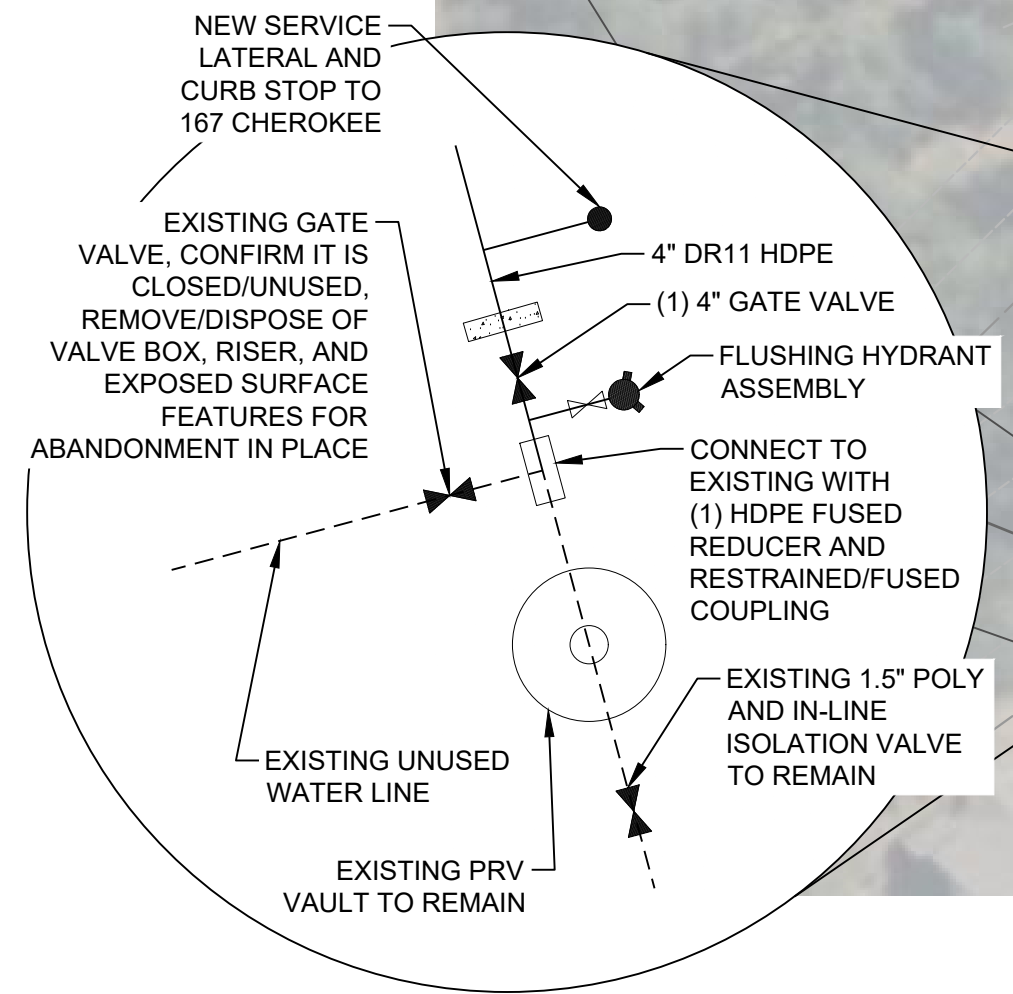 NEW SERVICE
LATERAL AND
CURB STOP TO
167 CHEROKEE
EXISTING GATE
VALVE, CONFIRM IT IS
CLOSED/UNUSED,
REMOVE/DISPOSE OF
VALVE BOX, RISER, AND
EXPOSED SURFACE
FEATURES FOR
ABANDONMENT IN PLACE
4" DR11 HDPE
(1) 4" GATE VALVE
FLUSHING HYDRANT
ASSEMBLY
CONNECT TO
EXISTING WITH
(1) HDPE FUSED
REDUCER AND
RESTRAINED/FUSED
COUPLING
EXISTING 1.5" POLY
AND IN-LINE
ISOLATION VALVE
TO REMAIN
EXISTING UNUSED
WATER LINE
EXISTING PRV
VAULT TO REMAIN